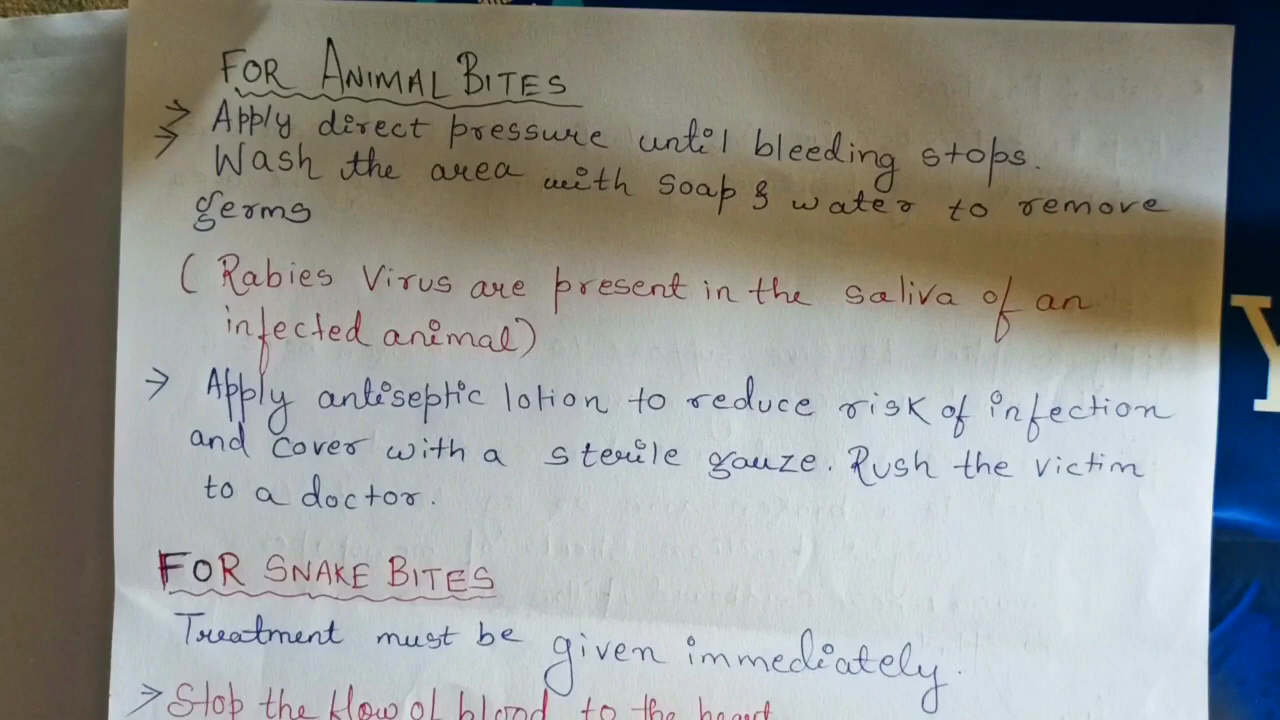 FOR ANIMAL BITES
→ Apply direct pressure until bleeding stops.
→ Wash the area with soap & water to remove
germs
( Rabies Virus are present in the saliva of an
infected animal)
→ Apply antiseptic lotion to reduce risk of infection
and cover with a sterile gauze. Rush the victim
to a doctor.
FOR SNAKE BITES
Treatment must be given immediately.
→ Stop the flow of blood to the heart
Y